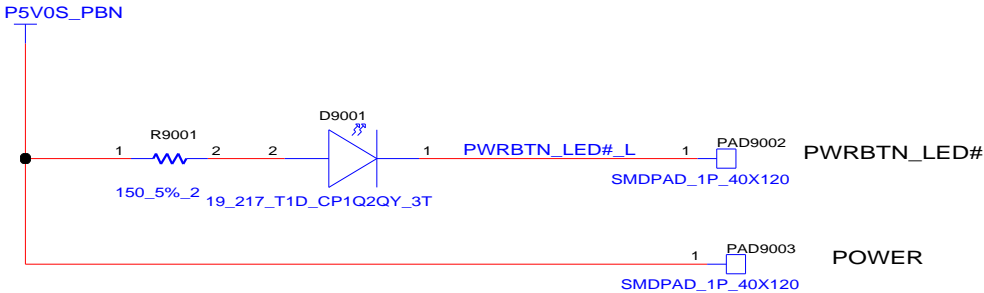 P5V0S_PBN
D9001
R9001
PAD9002
1
2
2
1
PWRBTN_LED#_L
1
PWRBTN_LED#
150_5%_2
19_217_T1D_CP1Q2QY_3T
SMDPAD_1P_40X120
PAD9003
1
POWER
SMDPAD_1P_40X120